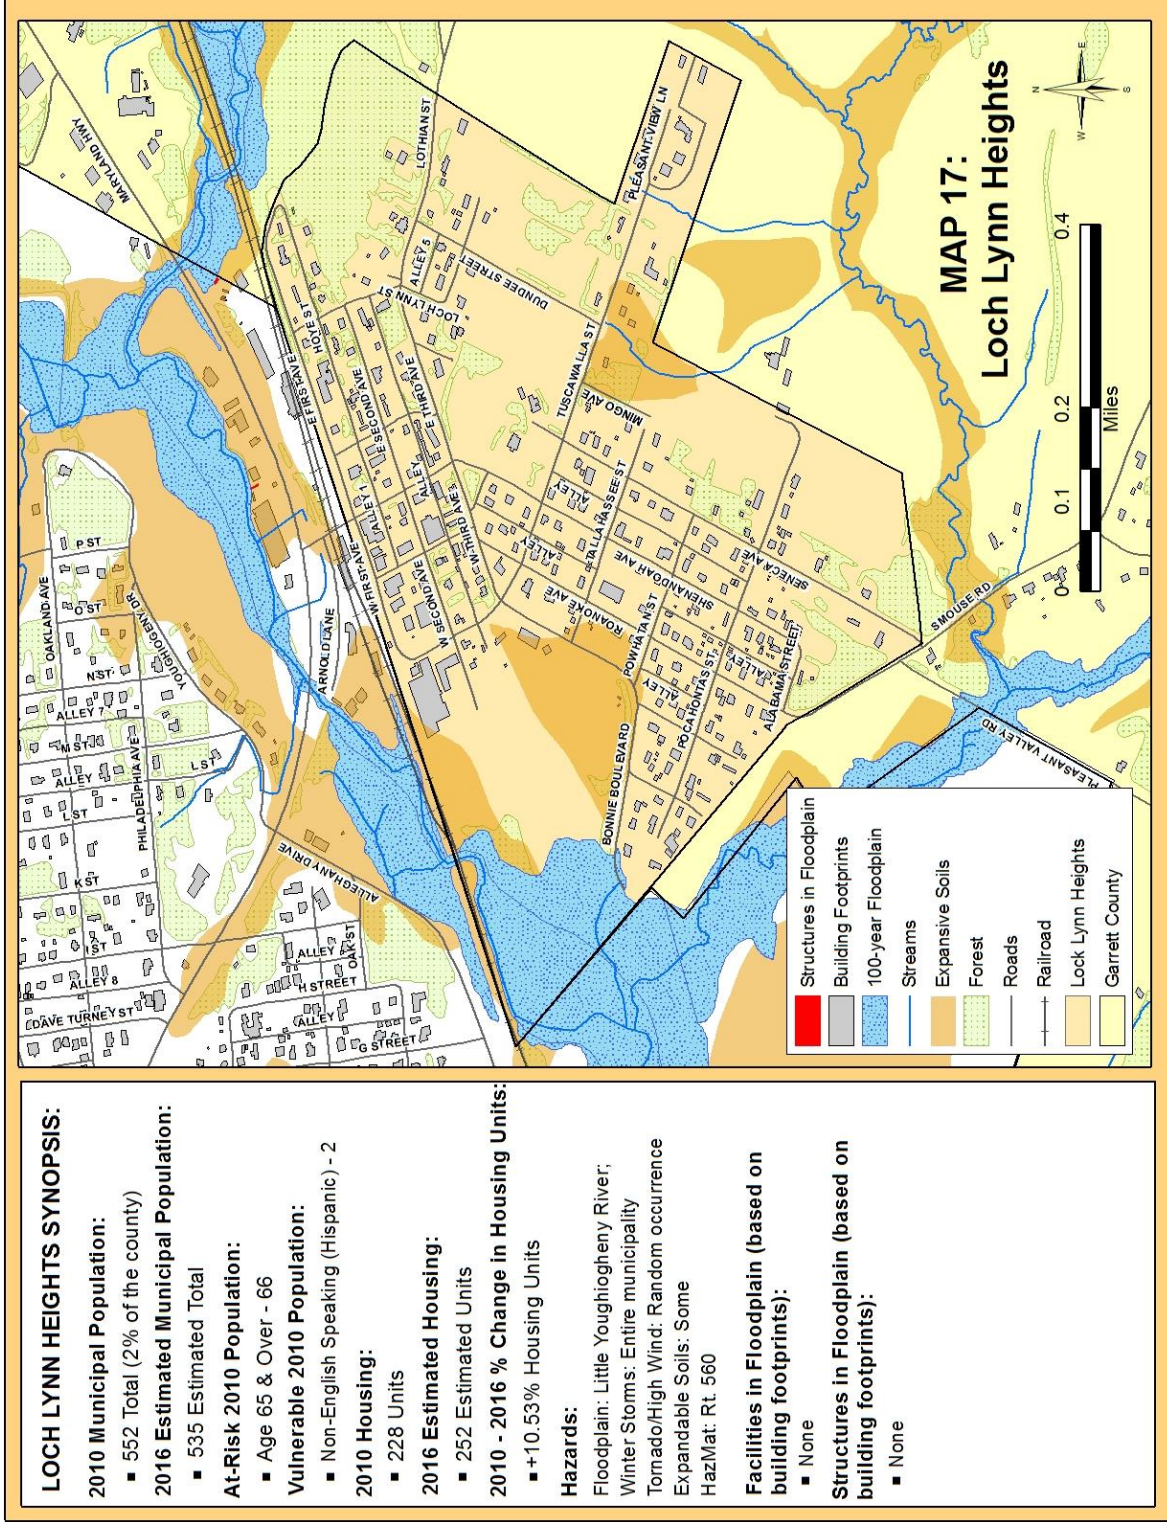 LOCH LYNN HEIGHTS SYNOPSIS:
2010 Municipal Population:
▪ 552 Total (2% of the county)
2016 Estimated Municipal Population:
▪ 535 Estimated Total
At-Risk 2010 Population:
▪ Age 65 & Over - 66
Vulnerable 2010 Population:
▪ Non-English Speaking (Hispanic) - 2
2010 Housing:
▪ 228 Units
2016 Estimated Housing:
▪ 252 Estimated Units
2010 - 2016 % Change in Housing Units:
▪ +10.53% Housing Units
Hazards:
Floodplain: Little Youghiogheny River;
Winter Storms: Entire municipality
Tornado/High Wind: Random occurrence
Expandable Soils: Some
HazMat: Rt. 560
Facilities in Floodplain (based on
building footprints):
▪ None
Structures in Floodplain (based on
building footprints):
▪ None
DAVE TURNEY ST
ALLEY 8
I ST
K ST
L ST
ALLEY
M ST
ALLEY 7
N ST
O ST
P ST
OAKLAND AVE
PHILADELPHIA AVE
L ST
YOUGHIOGENY DR
G STREET
ALLEY
H STREET
ALLEY
OAK ST
ALLEGHANY DRIVE
ARNOLD LANE
MARYLAND HWY
W FIRST AVE
E FIRST AVE
HOYE ST
ALLEY 1
E SECOND AVE
W SECOND AVE
ALLEY
E THIRD AVE
W THIRD AVE
LOCH LYNN ST
ALLEY 5
LOTHIAN ST
DUNDEE STREET
TUSCAWALLA ST
PLEASANT VIEW LN
MINGO AVE
ALLEY
ALLEY
ALLEY
TALLAHASSEE ST
ROANOKE AVE
SHENANDOAH AVE
SENECA AVE
POWHATAN ST
BONNIE BOULEVARD
ALLEY
POCAHONTAS ST
ALLEY
ALABAMA STREET
S MOUSE RD
PLEASANT VALLEY RD
Structures in Floodplain
Building Footprints
100-year Floodplain
Streams
Expansive Soils
Forest
Roads
Railroad
Lock Lynn Heights
Garrett County
0
0.1
0.2
0.4
Miles
MAP 17:
Loch Lynn Heights
N
W
E
S